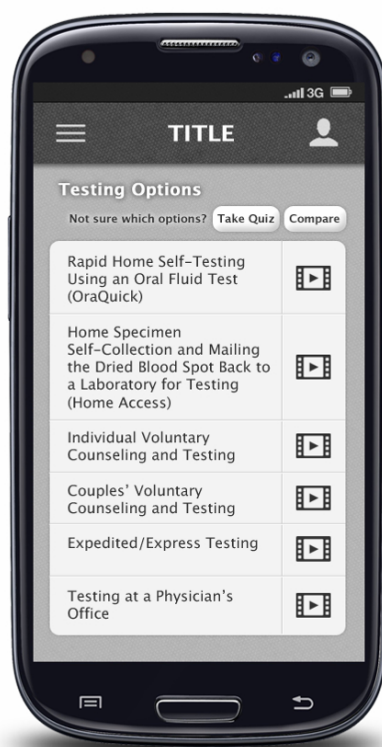 3G
TITLE
Testing Options
Not sure which options? Take Quiz Compare
Rapid Home Self-Testing
Using an Oral Fluid Test
(OraQuick)
Home Specimen
Self-Collection and Mailing
the Dried Blood Spot Back to
a Laboratory for Testing
(Home Access)
Individual Voluntary
Counseling and Testing
Couples’ Voluntary
Counseling and Testing
Expedited/Express Testing
Testing at a Physician’s
Office